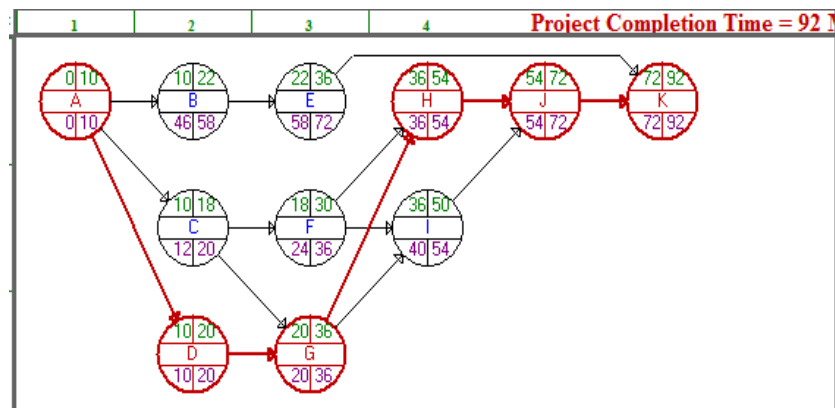 1 2 3 4 Project Completion Time = 92
0 10 10 22 22 36 36 54 54 72 72 92
A B E H J K
0 10 46 58 58 72 36 54 54 72 72 92
10 18 18 30 36 50
C F I
12 20 24 36 40 54
10 20 20 36
D G
10 20 20 36